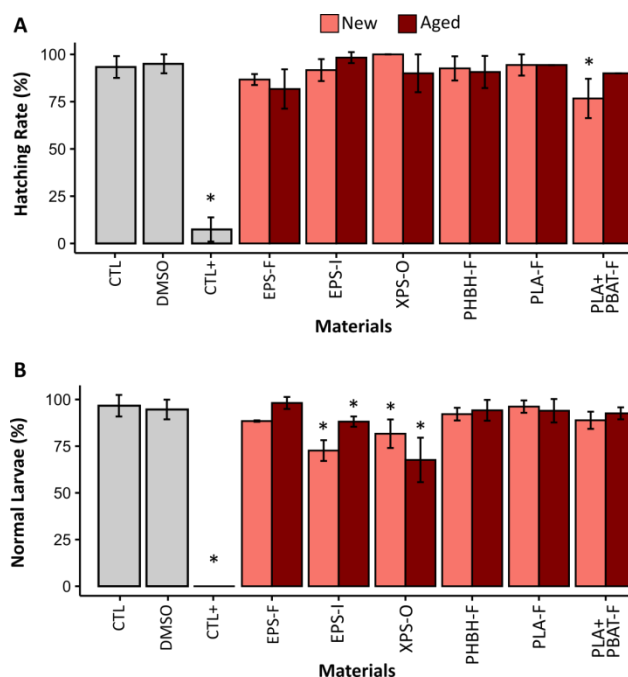 A
New Aged
Hatching Rate (%)
100
75
50
25
0
*
*
CTL
DMSO
CTL+
EPS-F
EPS-I
XPS-O
PHBH-F
PLA-F
PLA+
PBAT-F
Materials
B
Normal Larvae (%)
100
75
50
25
0
*
*
*
*
*
CTL
DMSO
CTL+
EPS-F
EPS-I
XPS-O
PHBH-F
PLA-F
PLA+
PBAT-F
Materials